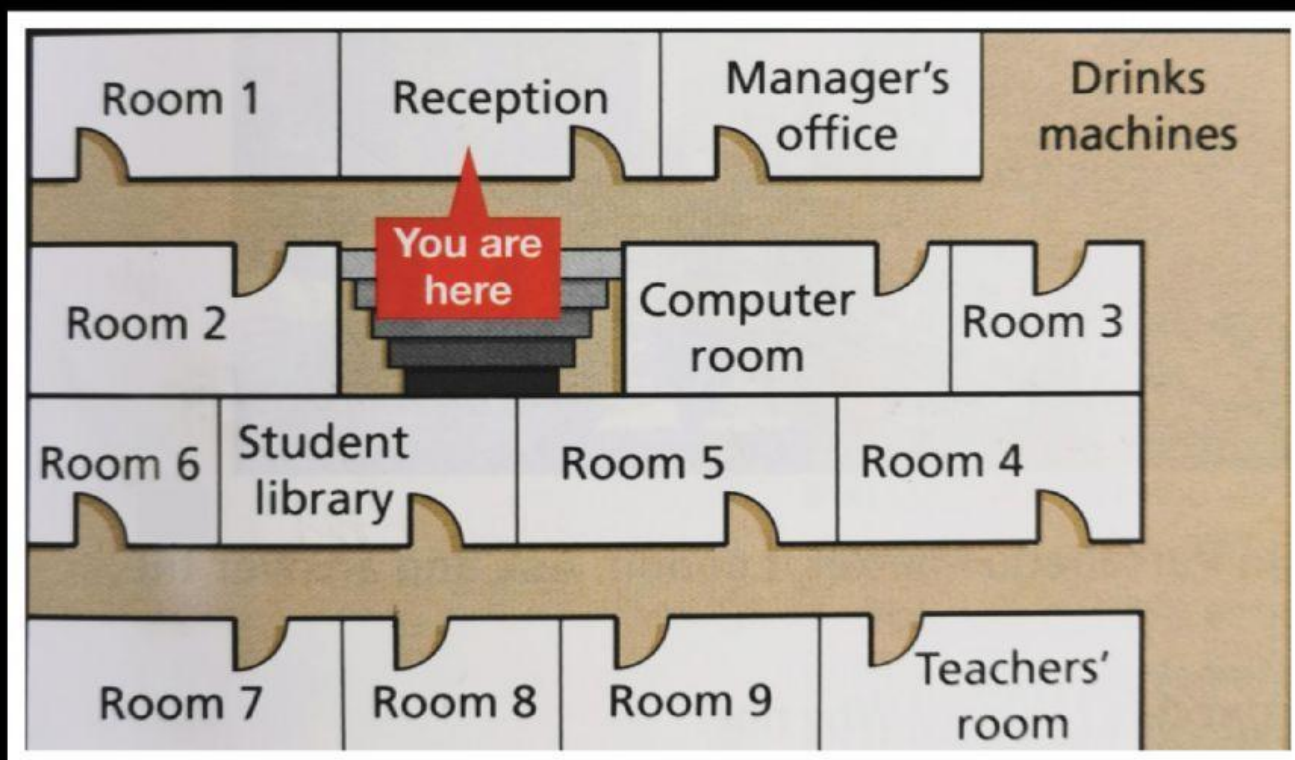 Room 1
Reception
Manager's
office
Drinks
machines
You are
here
Room 2
Computer
room
Room 3
Room 6
Student
library
Room 5
Room 4
Room 7
Room 8
Room 9
Teachers'
room